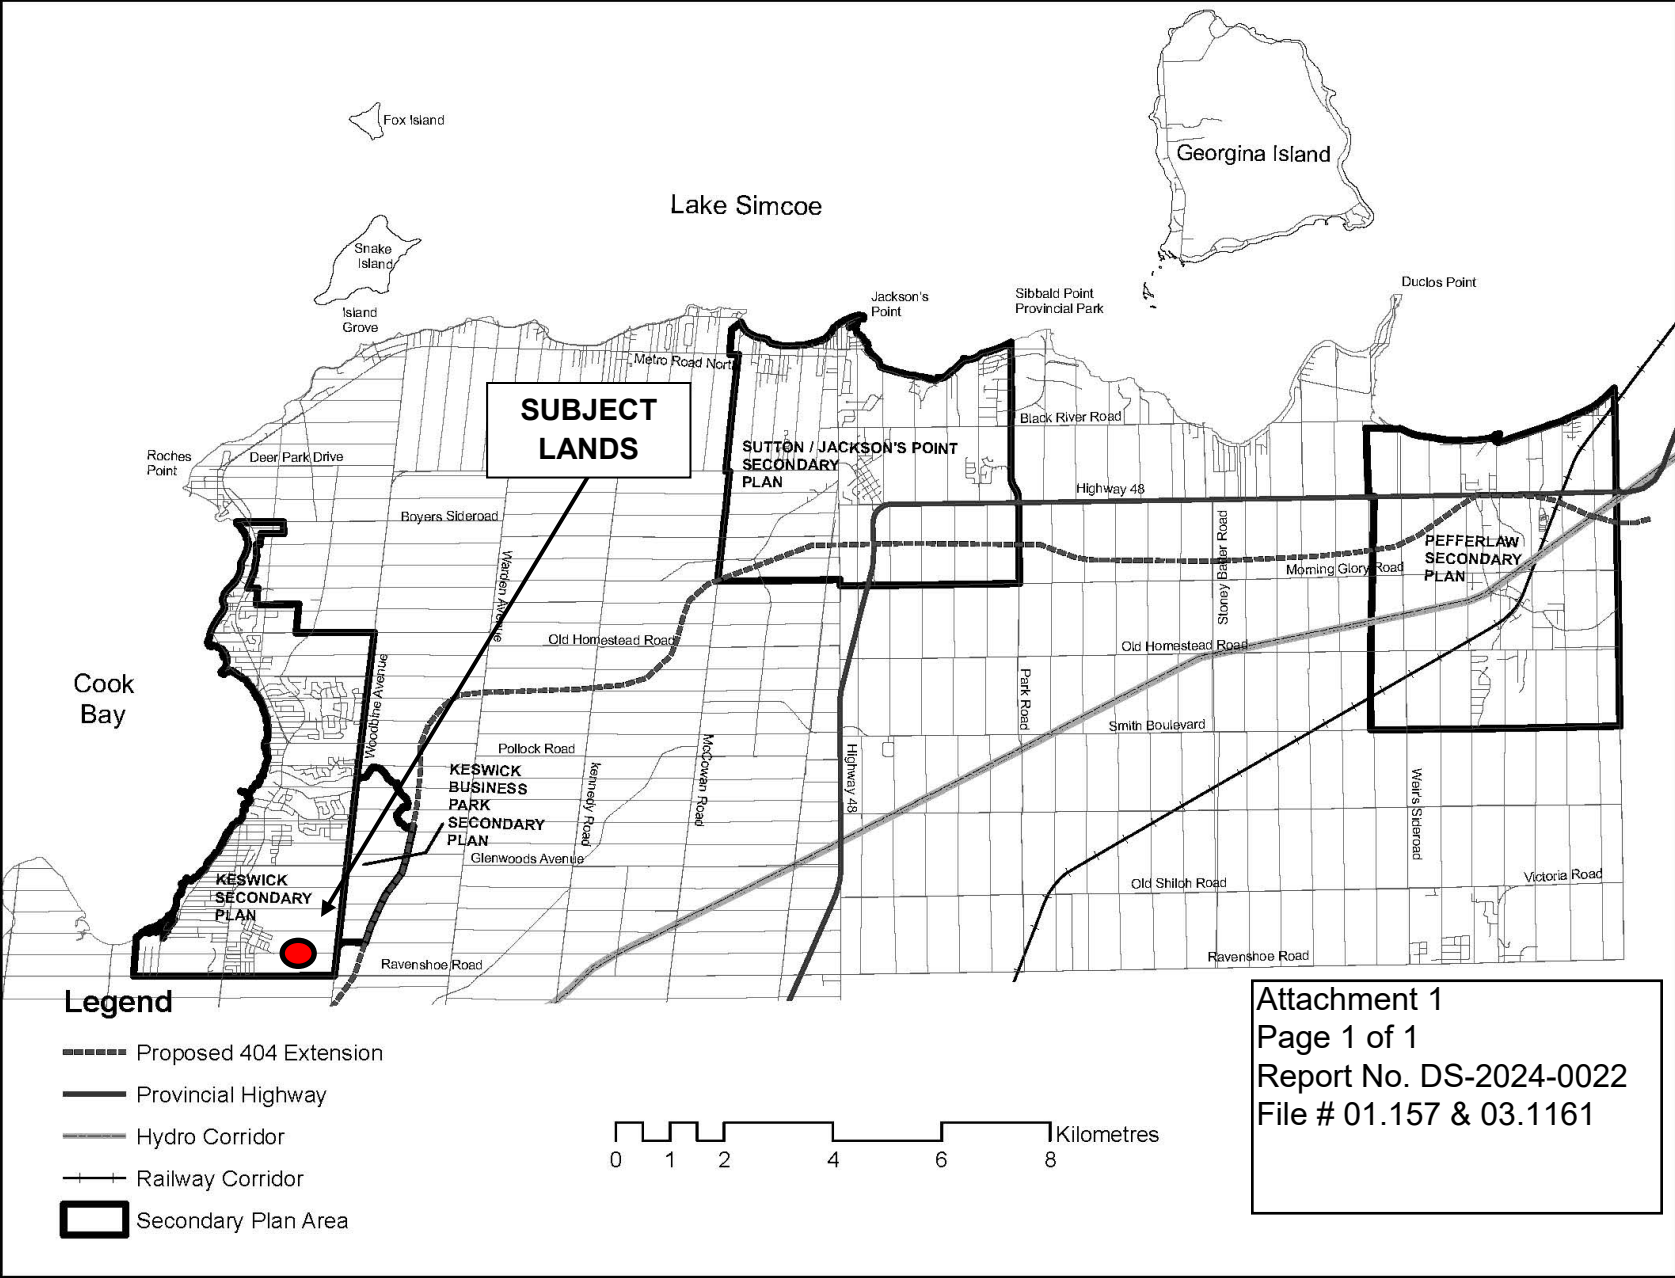 Fox Island
Georgina Island
Lake Simcoe
Snake
Island
Island
Grove
Jackson's
Point
Sibbald Point
Provincial Park
Duclos Point
Metro Road North
SUBJECT
LANDS
Black River Road
Roches
Point
Deer Park Drive
SUTTON / JACKSON'S POINT
SECONDARY
PLAN
Highway 48
Boyers Sideroad
Warden Avenue
Stoney Batter Road
PEFFERLAW
SECONDARY
PLAN
Morning Glory Road
Old Homestead Road
Old Homestead Road
Cook
Bay
Woodbine Avenue
Park Road
Smith Boulevard
Pollock Road
McCowan Road
Highway 48
KESWICK
BUSINESS
PARK
SECONDARY
PLAN
kennedy Road
Weirs Sideroad
Glenwoods Avenue
KESWICK
SECONDARY
PLAN
Old Shiloh Road
Victoria Road
Ravenshoe Road
Ravenshoe Road
Legend
Proposed 404 Extension
Provincial Highway
Hydro Corridor
Railway Corridor
Secondary Plan Area
Kilometres
0 1 2 4 6 8
Attachment 1
Page 1 of 1
Report No. DS-2024-0022
File # 01.157 & 03.1161